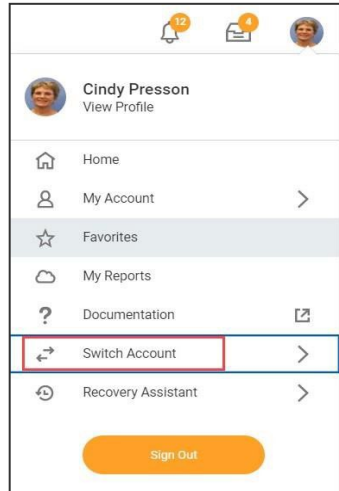 12
4
Cindy Presson
View Profile
Home
My Account
Favorites
My Reports
Documentation
Switch Account
Recovery Assistant
Sign Out